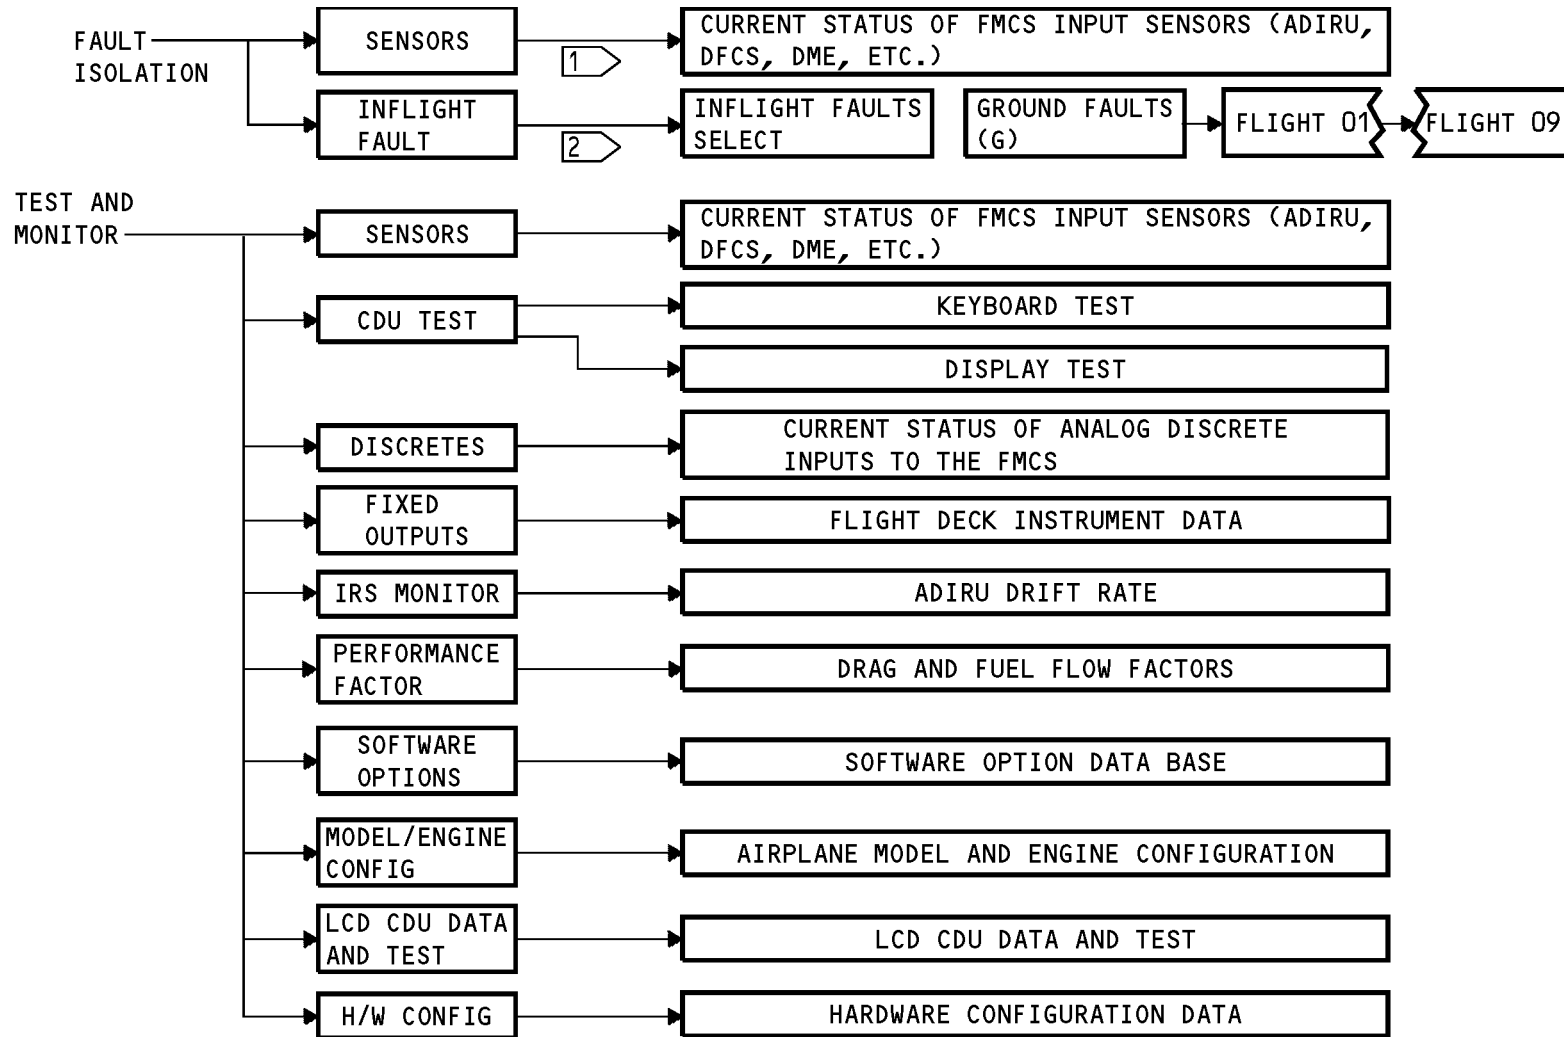 FAULT
ISOLATION
SENSORS
1
CURRENT STATUS OF FMCS INPUT SENSORS (ADIRU,
DFCS, DME, ETC.)
INFLIGHT
FAULT
2
INFLIGHT FAULTS
SELECT
GROUND FAULTS
(G)
FLIGHT 01
FLIGHT 09
TEST AND
MONITOR
SENSORS
CURRENT STATUS OF FMCS INPUT SENSORS (ADIRU,
DFCS, DME, ETC.)
CDU TEST
KEYBOARD TEST
DISPLAY TEST
DISCRETES
CURRENT STATUS OF ANALOG DISCRETE
INPUTS TO THE FMCS
FIXED
OUTPUTS
FLIGHT DECK INSTRUMENT DATA
IRS MONITOR
ADIRU DRIFT RATE
PERFORMANCE
FACTOR
DRAG AND FUEL FLOW FACTORS
SOFTWARE
OPTIONS
SOFTWARE OPTION DATA BASE
MODEL/ENGINE
CONFIG
AIRPLANE MODEL AND ENGINE CONFIGURATION
LCD CDU DATA
AND TEST
LCD CDU DATA AND TEST
H/W CONFIG
HARDWARE CONFIGURATION DATA